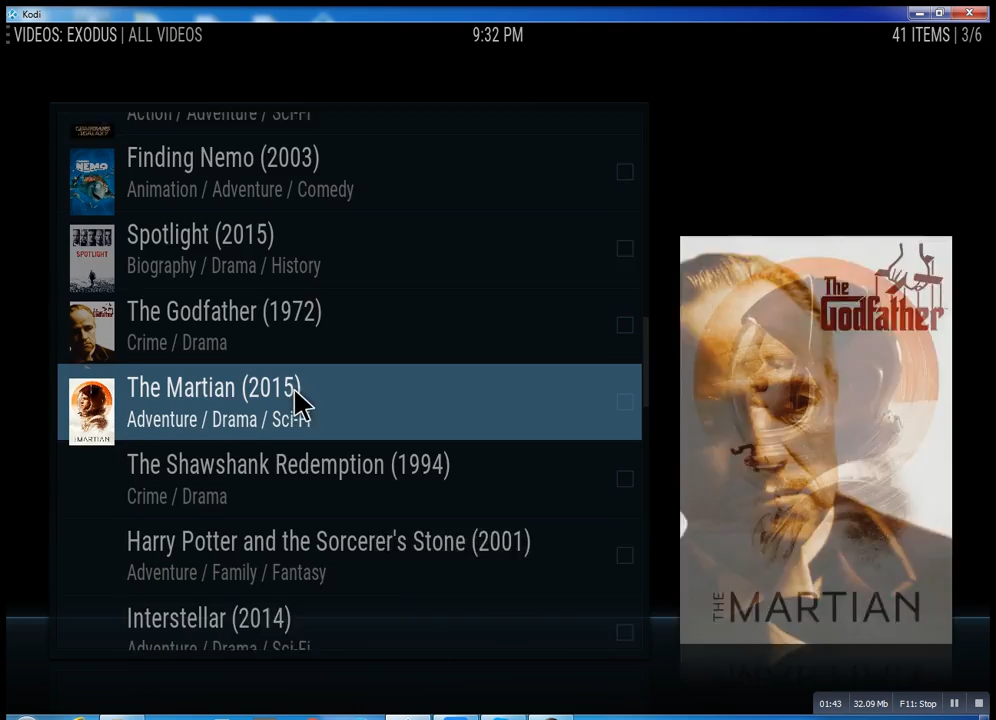 Kodi
VIDEOS: EXODUS | ALL VIDEOS
9:32 PM
41 ITEMS | 3/6
Action / Adventure / Sci-Fi
Finding Nemo (2003)
Animation / Adventure / Comedy
NEMO
Spotlight (2015)
Biography / Drama / History
SPOTLIGHT
The Godfather (1972)
Crime / Drama
The Martian (2015)
Adventure / Drama / Sci-Fi
MARTIAN
The Shawshank Redemption (1994)
Crime / Drama
Harry Potter and the Sorcerer's Stone (2001)
Adventure / Family / Fantasy
Interstellar (2014)
Adventure / Drama / Sci-Fi
The
Godfather
THE MARTIAN
01:43
32.09 Mb
F11: Stop